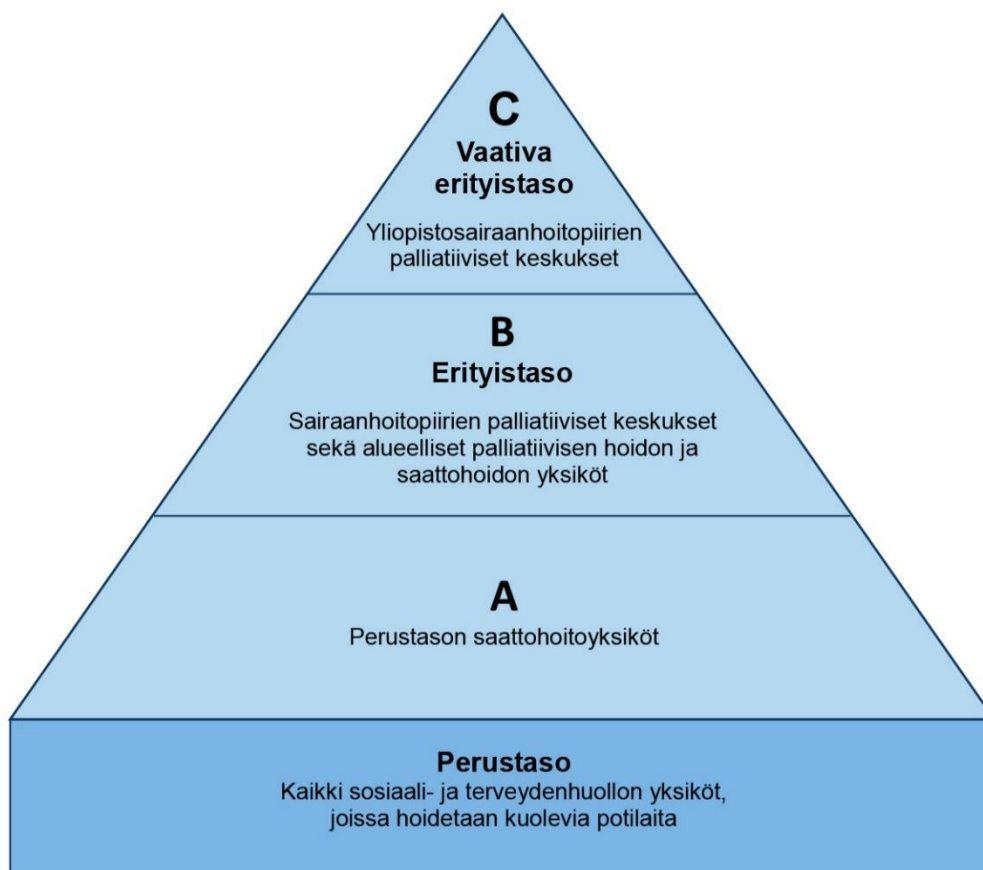 C
Vaativa
erityistaso
Yliopistosairaanhoitopiirien
palliatiiviset keskukset
B
Erityistaso
Sairaanhoitopiirien palliatiiviset keskukset
sekä alueelliset palliatiivisen hoidon ja
saattohoidon yksiköt
A
Perustason saattohoitoyksiköt
Perustaso
Kaikki sosiaali- ja terveydenhuollon yksiköt,
joissa hoidetaan kuolevia potilaita